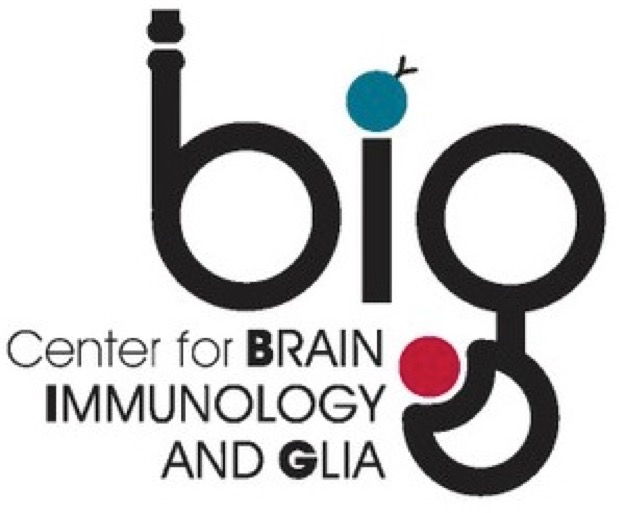 big
Center for BRAIN
IMMUNOLOGY
AND GLIA